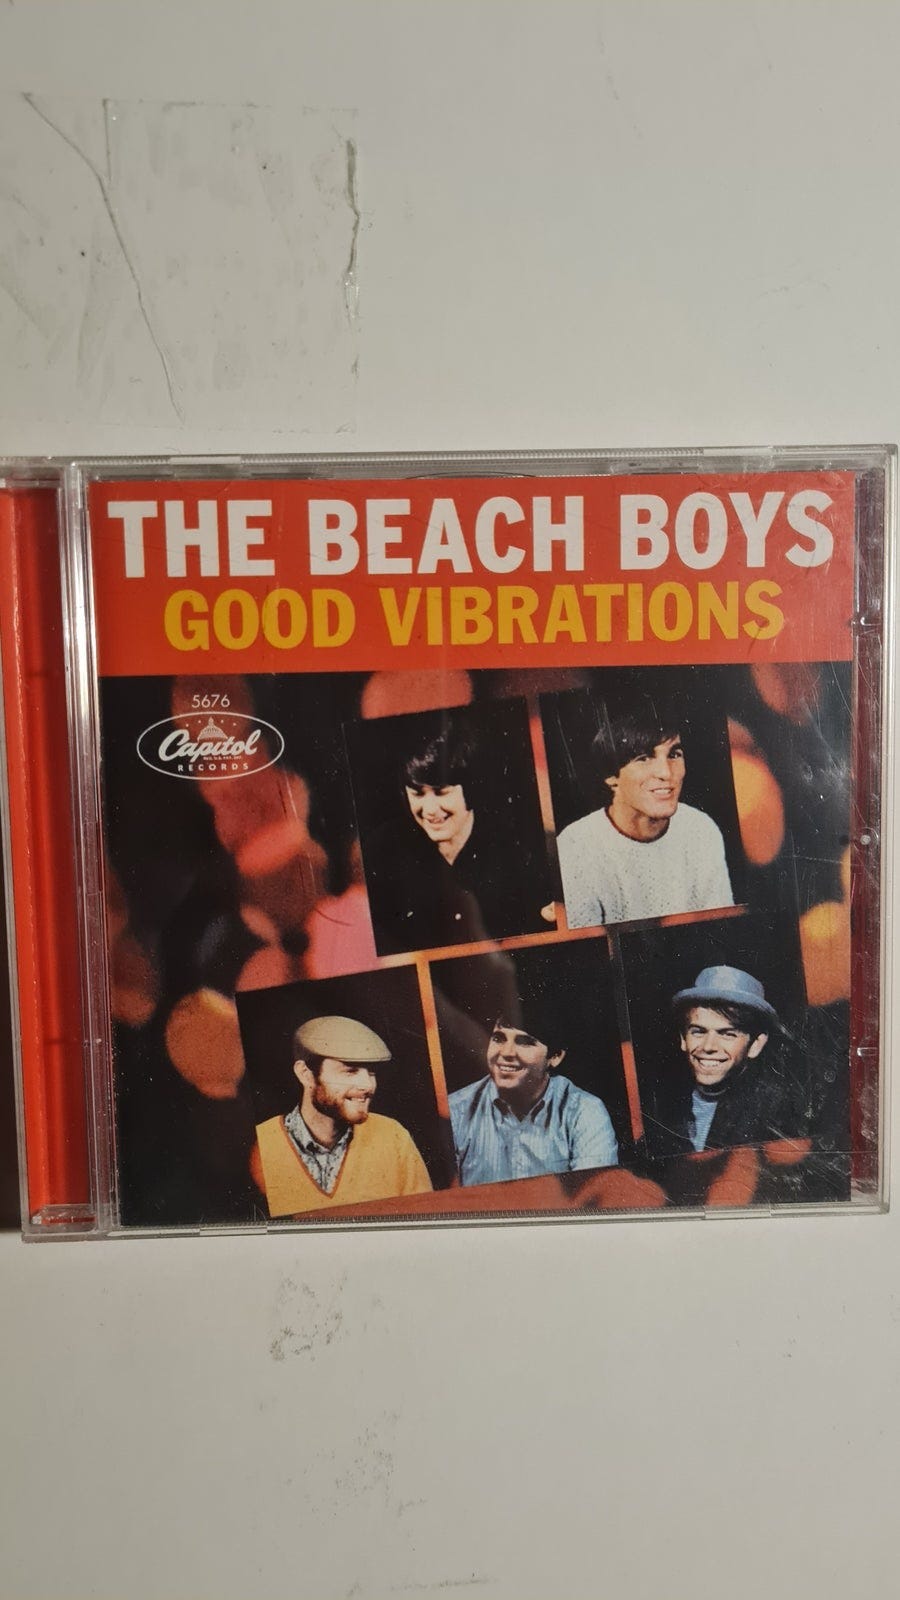 THE BEACH BOYS
GOOD VIBRATIONS
5676
Capitol
RECORDS